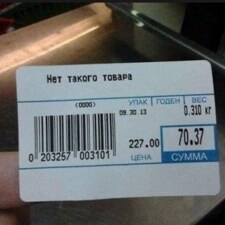 Нет такого товара
(0000)
УПАК ГОДЕН ВЕС
09.30.13 0.310 кг
227.00 70.37
ЦЕНА СУММА
0 203257 003101